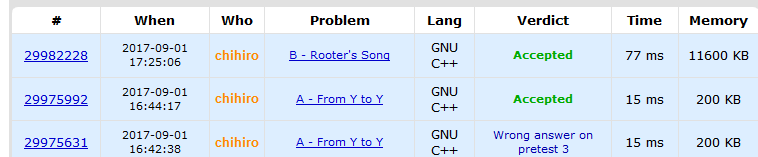 # When Who Problem Lang Verdict Time Memory
29982228 2017-09-01 17:25:06 chihiro B - Rooter's Song GNU C++ Accepted 77 ms 11600 KB
29975992 2017-09-01 16:44:17 chihiro A - From Y to Y GNU C++ Accepted 15 ms 200 KB
29975631 2017-09-01 16:42:38 chihiro A - From Y to Y GNU C++ Wrong answer on pretest 3 15 ms 200 KB